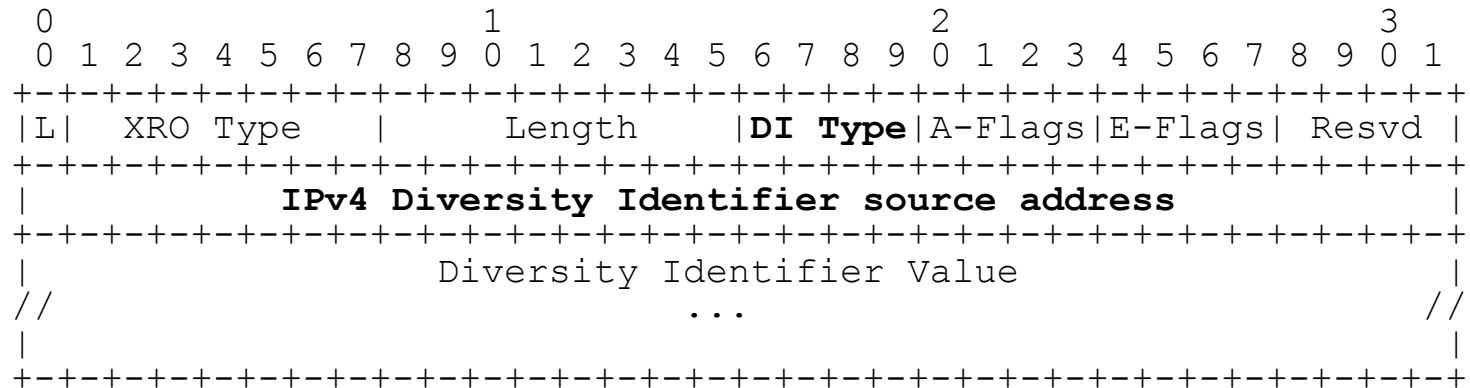 0                   1                   2                   3
 0 1 2 3 4 5 6 7 8 9 0 1 2 3 4 5 6 7 8 9 0 1 2 3 4 5 6 7 8 9 0 1
+-+-+-+-+-+-+-+-+-+-+-+-+-+-+-+-+-+-+-+-+-+-+-+-+-+-+-+-+-+-+-+-+
|L|  XRO Type   |     Length    |DI Type|A-Flags|E-Flags| Resvd |
+-+-+-+-+-+-+-+-+-+-+-+-+-+-+-+-+-+-+-+-+-+-+-+-+-+-+-+-+-+-+-+-+
|           IPv4 Diversity Identifier source address            |
+-+-+-+-+-+-+-+-+-+-+-+-+-+-+-+-+-+-+-+-+-+-+-+-+-+-+-+-+-+-+-+-+
|                  Diversity Identifier Value                   |
//                            ...                              //
|                                                               |
+-+-+-+-+-+-+-+-+-+-+-+-+-+-+-+-+-+-+-+-+-+-+-+-+-+-+-+-+-+-+-+-+